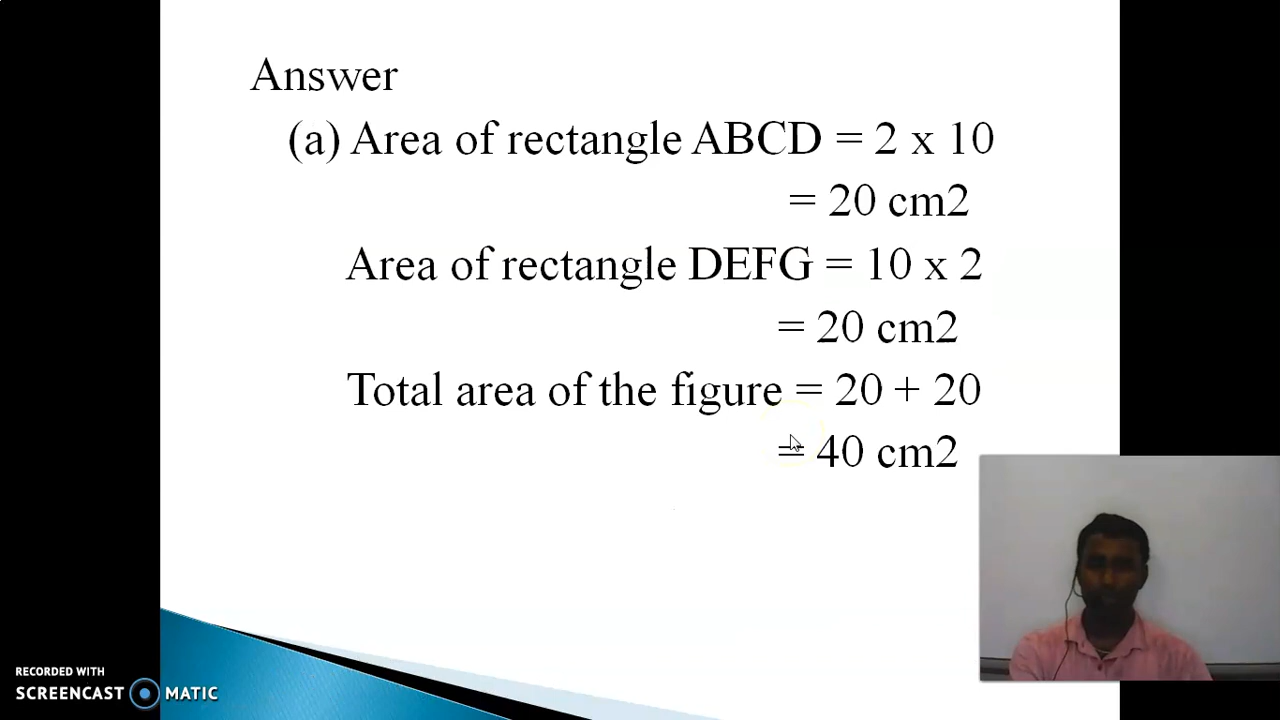 Answer
(a) Area of rectangle ABCD = 2 x 10
= 20 cm2
Area of rectangle DEFG = 10 x 2
= 20 cm2
Total area of the figure = 20 + 20
= 40 cm2
RECORDED WITH
SCREENCAST MATIC